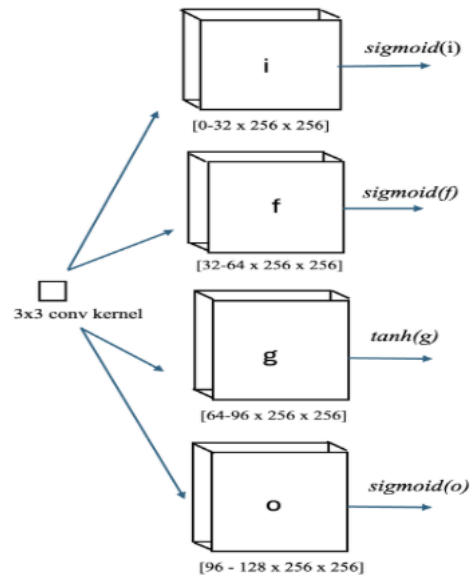 i
sigmoid(i)
[0-32 x 256 x 256]
f
sigmoid(f)
[32-64 x 256 x 256]
3x3 conv kernel
g
tanh(g)
[64-96 x 256 x 256]
o
sigmoid(o)
[96 - 128 x 256 x 256]